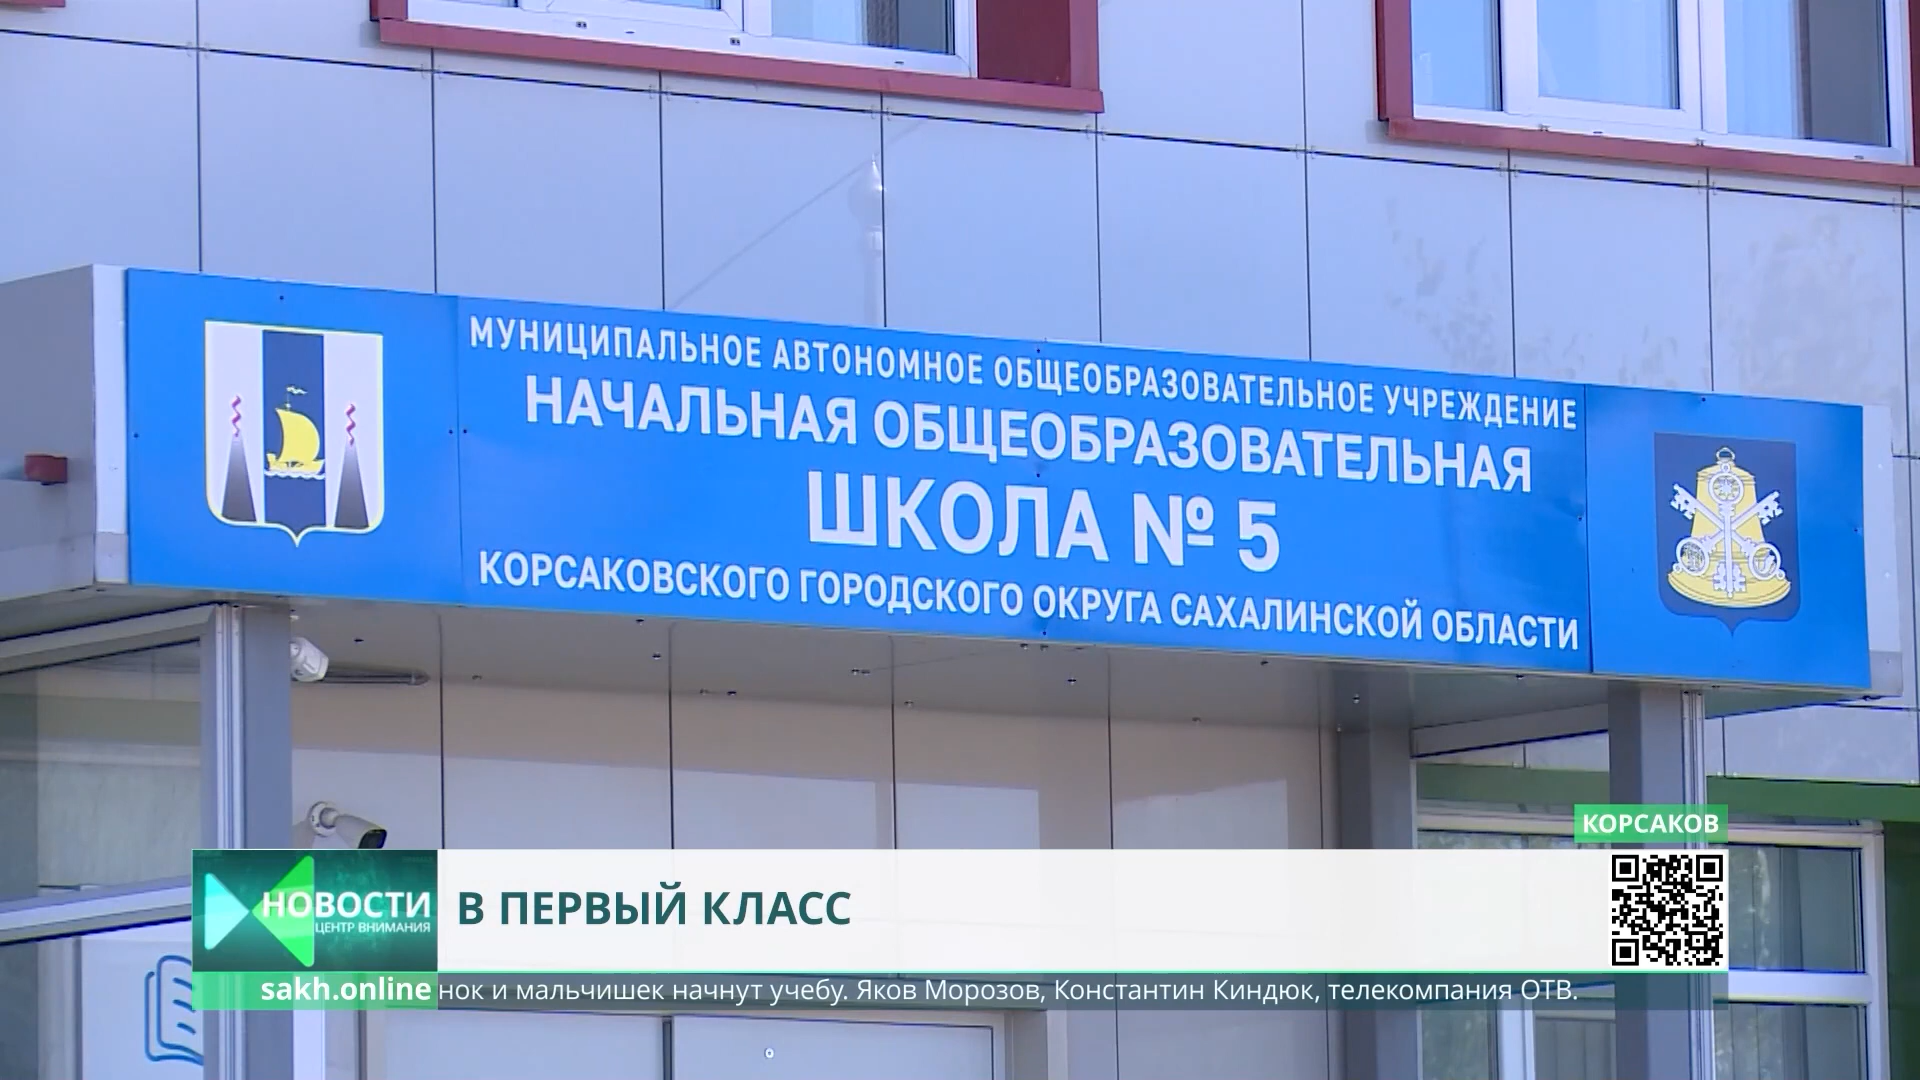 МУНИЦИПАЛЬНОЕ АВТОНОМНОЕ ОБЩЕОБРАЗОВАТЕЛЬНОЕ УЧРЕЖДЕНИЕ
НАЧАЛЬНАЯ ОБЩЕОБРАЗОВАТЕЛЬНАЯ
ШКОЛА № 5
КОРСАКОВСКОГО ГОРОДСКОГО ОКРУГА САХАЛИНСКОЙ ОБЛАСТИ
КОРСАКОВ
НОВОСТИ
ЦЕНТР ВНИМАНИЯ
В ПЕРВЫЙ КЛАСС
sakh.online
нок и мальчишек начнут учебу. Яков Морозов, Константин Киндюк, телекомпания ОТВ.